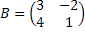 B = (3 −2
4 1)